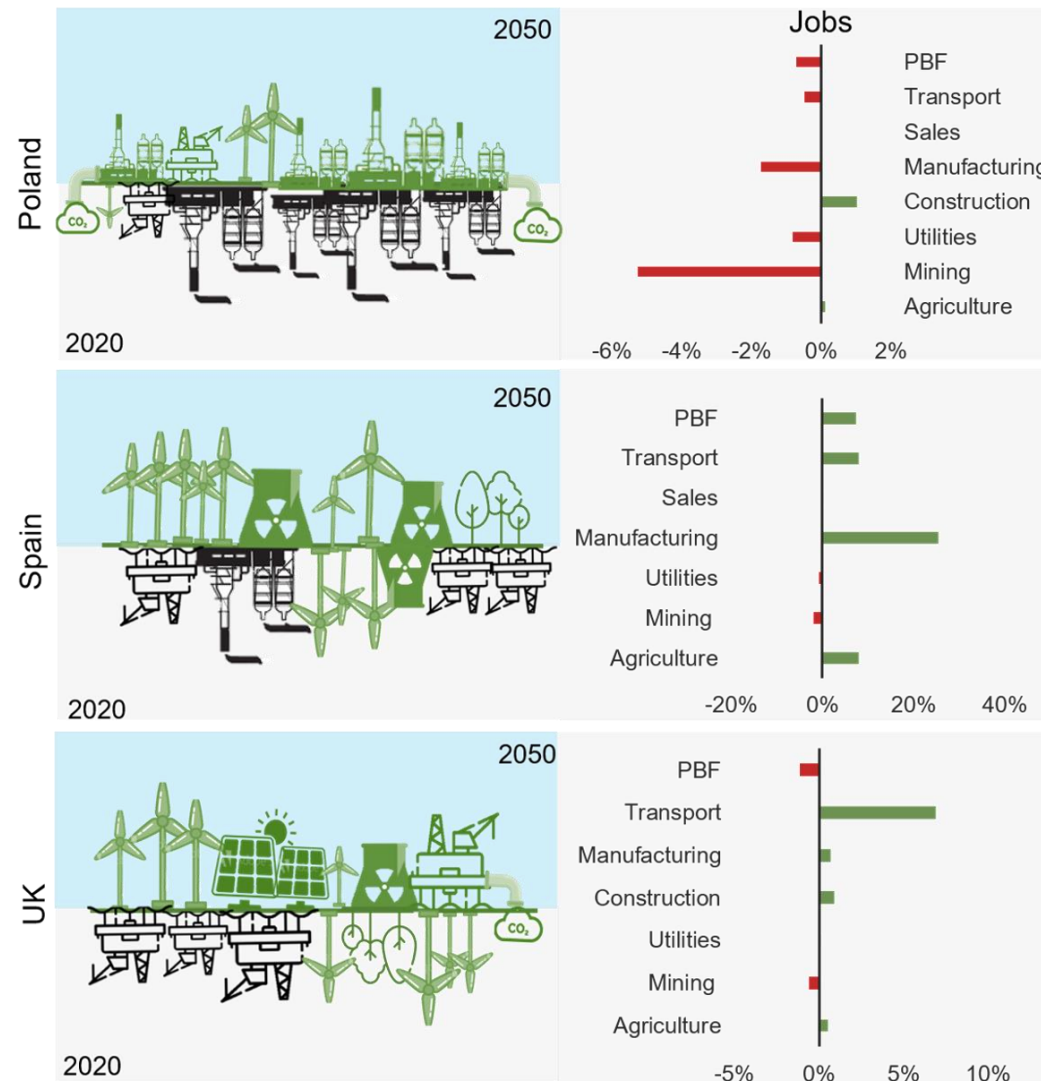 Jobs
Poland
2050
CO₂
CO₂
2020
PBF
Transport
Sales
Manufacturing
Construction
Utilities
Mining
Agriculture
-6% -4% -2% 0% 2%
Spain
2050
2020
PBF
Transport
Sales
Manufacturing
Utilities
Mining
Agriculture
-20% 0% 20% 40%
UK
2050
CO₂
2020
PBF
Transport
Manufacturing
Construction
Utilities
Mining
Agriculture
-5% 0% 5% 10%